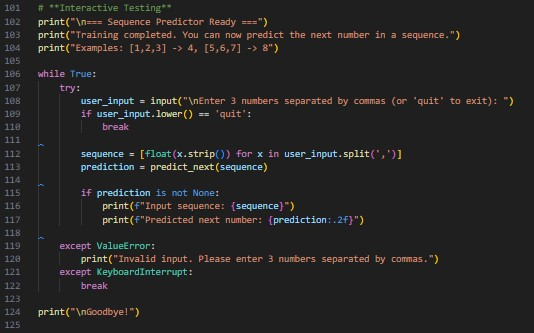 101 # **Interactive Testing**
102 print("\n=== Sequence Predictor Ready ===")
103 print("Training completed. You can now predict the next number in a sequence.")
104 print("Examples: [1,2,3] -> 4, [5,6,7] -> 8")
105
106 while True:
107     try:
108         user_input = input("\nEnter 3 numbers separated by commas (or 'quit' to exit): ")
109         if user_input.lower() == 'quit':
110             break
111
112         sequence = [float(x.strip()) for x in user_input.split(',')]
113         prediction = predict_next(sequence)
114
115         if prediction is not None:
116             print(f"Input sequence: {sequence}")
117             print(f"Predicted next number: {prediction:.2f}")
118
119     except ValueError:
120         print("Invalid input. Please enter 3 numbers separated by commas.")
121     except KeyboardInterrupt:
122         break
123
124 print("\nGoodbye!")
125